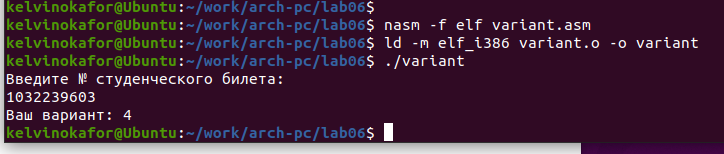 kelvinokafor@Ubuntu:~/work/arch-pc/lab06$
kelvinokafor@Ubuntu:~/work/arch-pc/lab06$ nasm -f elf variant.asm
kelvinokafor@Ubuntu:~/work/arch-pc/lab06$ ld -m elf_i386 variant.o -o variant
kelvinokafor@Ubuntu:~/work/arch-pc/lab06$ ./variant
Введите № студенческого билета:
1032239603
Ваш вариант: 4
kelvinokafor@Ubuntu:~/work/arch-pc/lab06$